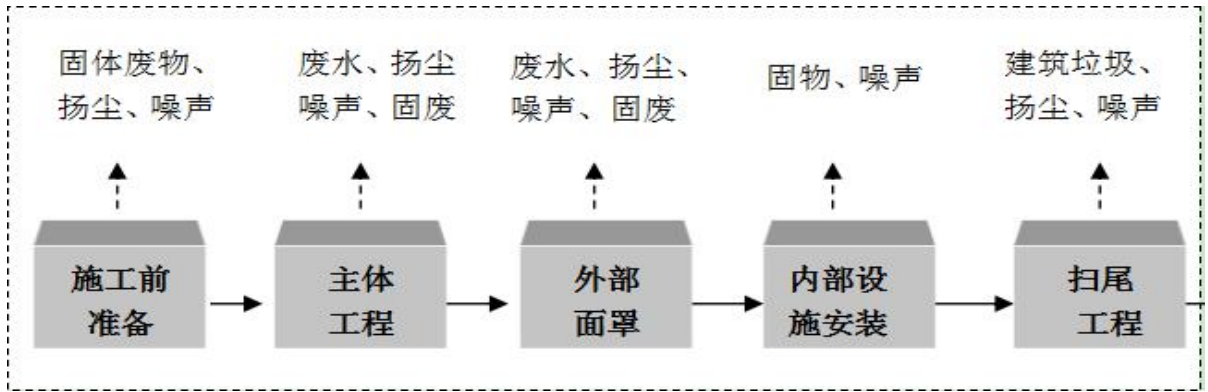 固体废物、
扬尘、噪声
废水、扬尘
噪声、固废
废水、扬尘、
噪声、固废
固物、噪声
建筑垃圾、
扬尘、噪声
施工前
准备
主体
工程
外部
面罩
内部设
施安装
扫尾
工程